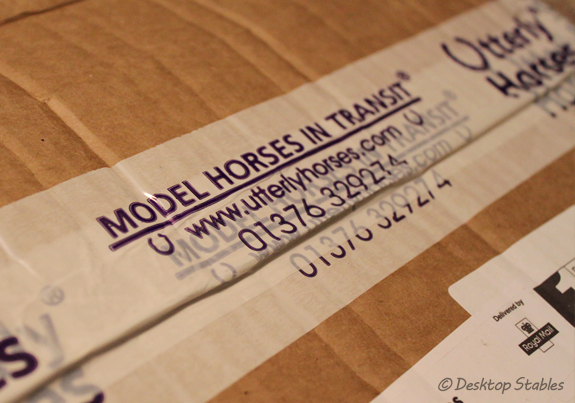 Utterly
Horses
MODEL HORSES IN TRANSIT®
www.utterlyhorses.com
01376 329274
01376 329274
Delivered by
Royal Mail
1
© Desktop Stables